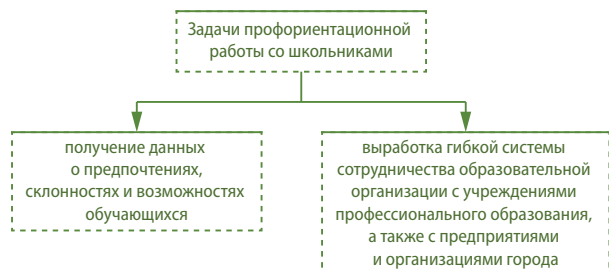 Задачи профориентационной
работы со школьниками
получение данных
о предпочтениях,
склонностях и возможностях
обучающихся
выработка гибкой системы
сотрудничества образовательной
организации с учреждениями
профессионального образования,
а также с предприятиями
и организациями города